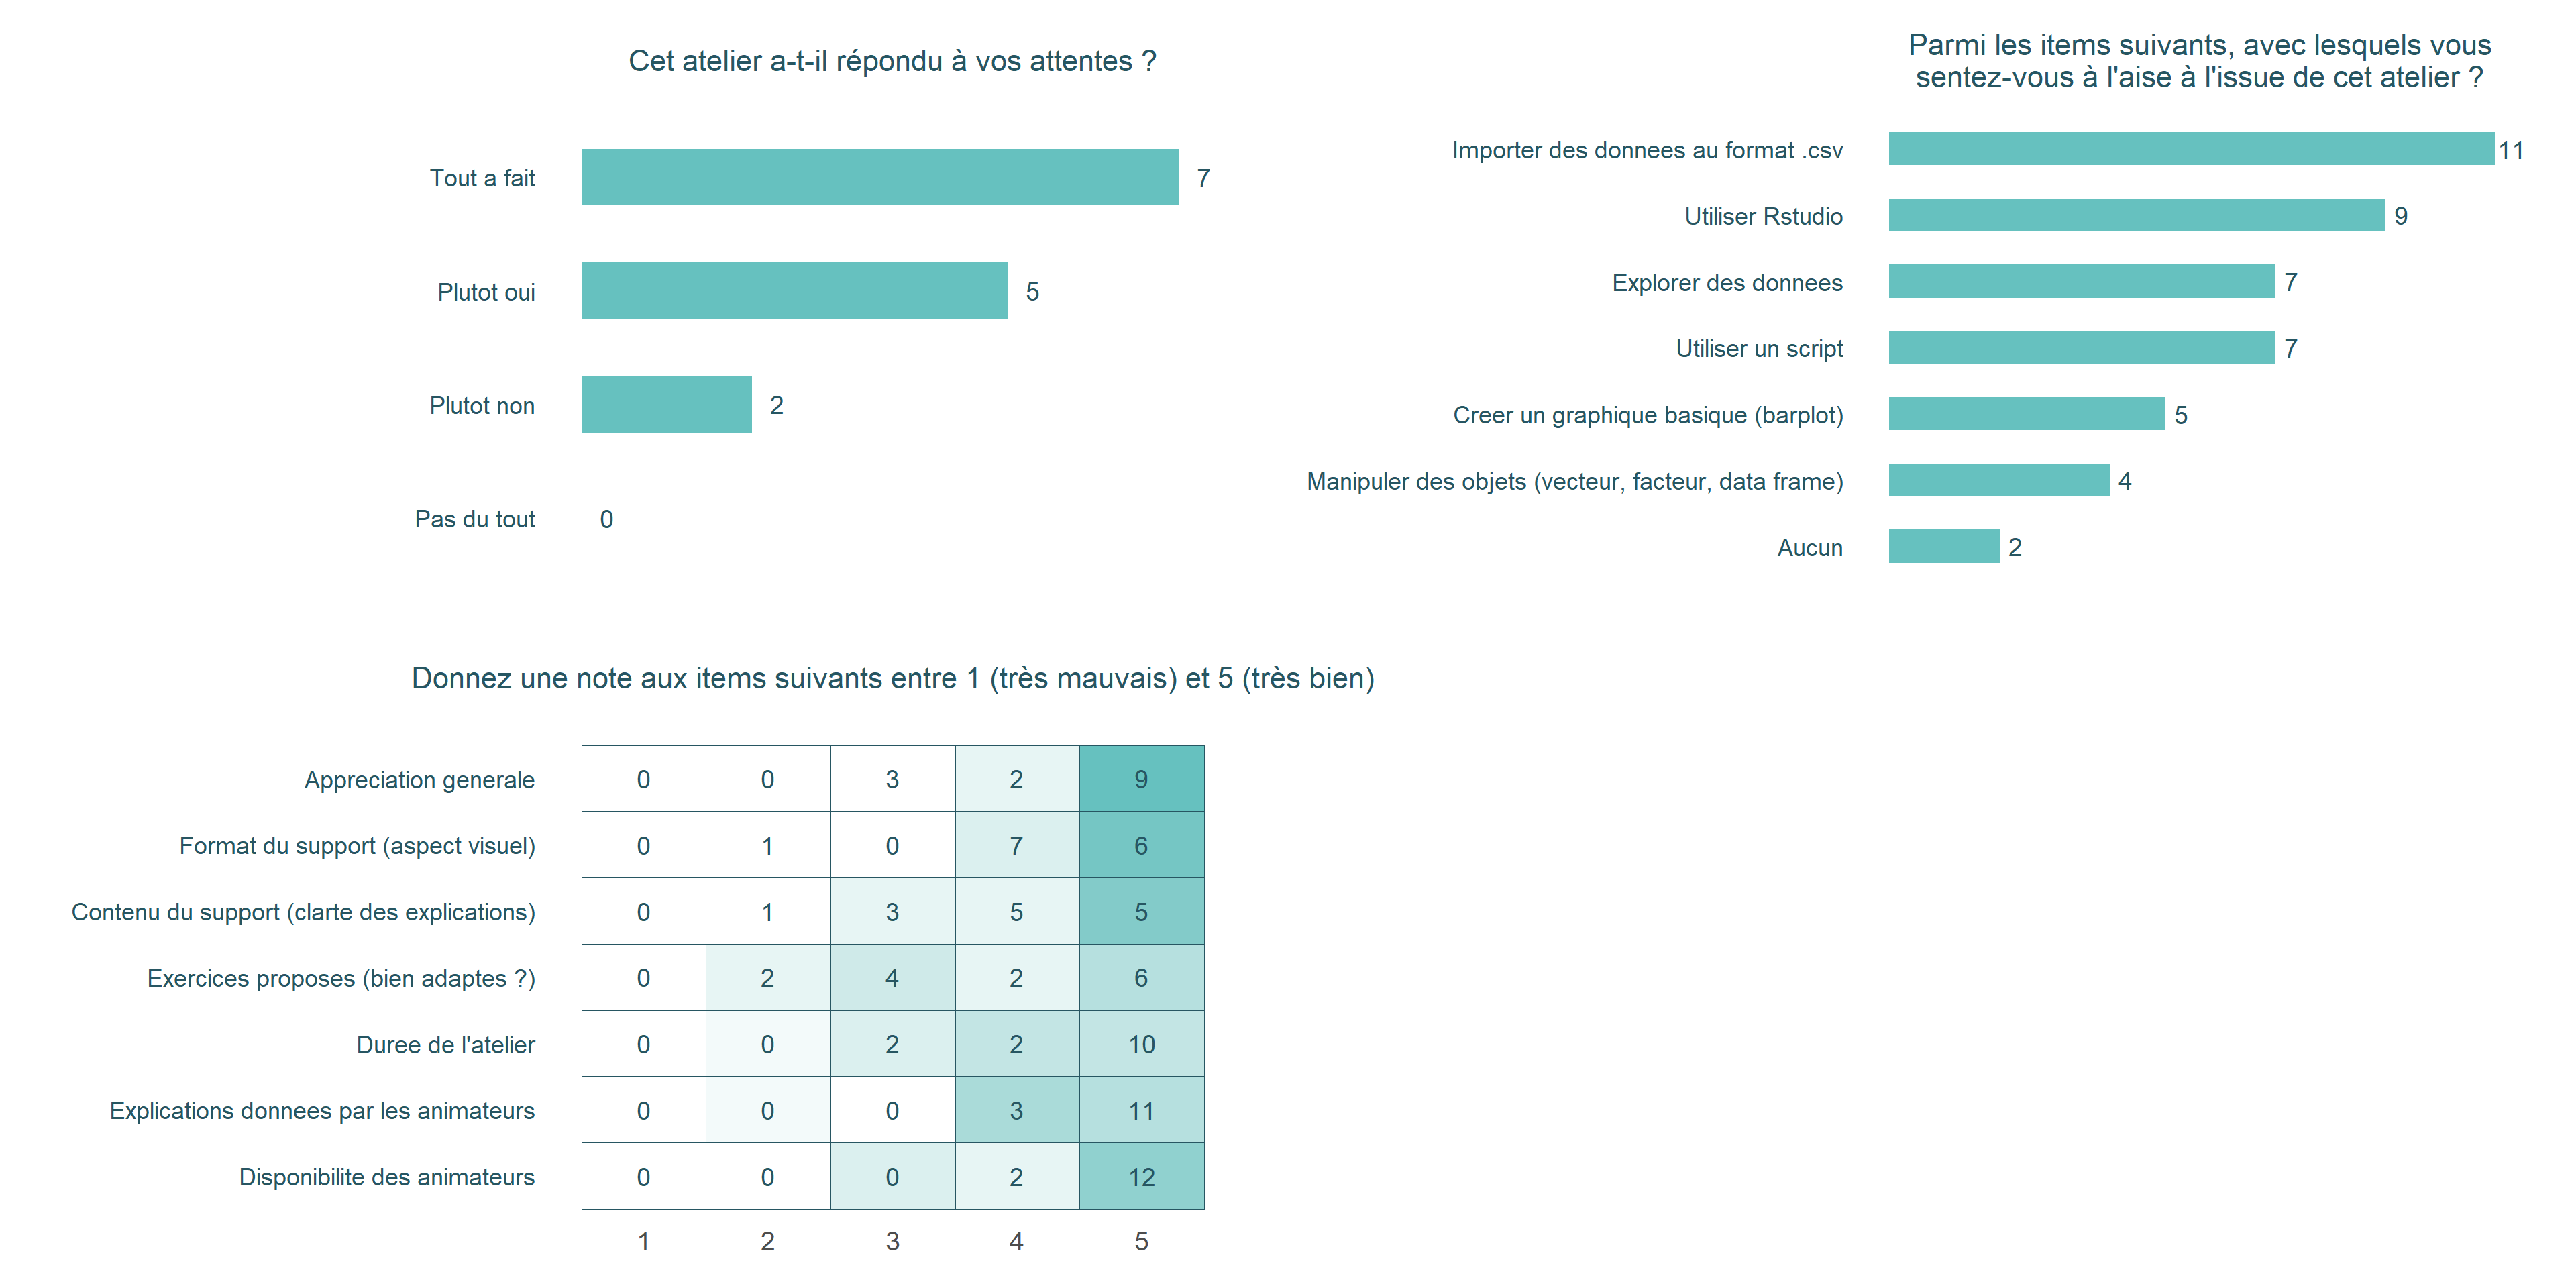 Cet atelier a-t-il répondu à vos attentes ?
Tout a fait 7
Plutot oui 5
Plutot non 2
Pas du tout 0
Parmi les items suivants, avec lesquels vous
sentez-vous à l'aise à l'issue de cet atelier ?
Importer des donnees au format .csv 11
Utiliser Rstudio 9
Explorer des donnees 7
Utiliser un script 7
Creer un graphique basique (barplot) 5
Manipuler des objets (vecteur, facteur, data frame) 4
Aucun 2
Donnez une note aux items suivants entre 1 (très mauvais) et 5 (très bien)
Appreciation generale 0 0 3 2 9
Format du support (aspect visuel) 0 1 0 7 6
Contenu du support (clarte des explications) 0 1 3 5 5
Exercices proposes (bien adaptes ?) 0 2 4 2 6
Duree de l'atelier 0 0 2 2 10
Explications donnees par les animateurs 0 0 0 3 11
Disponibilite des animateurs 0 0 0 2 12
1 2 3 4 5